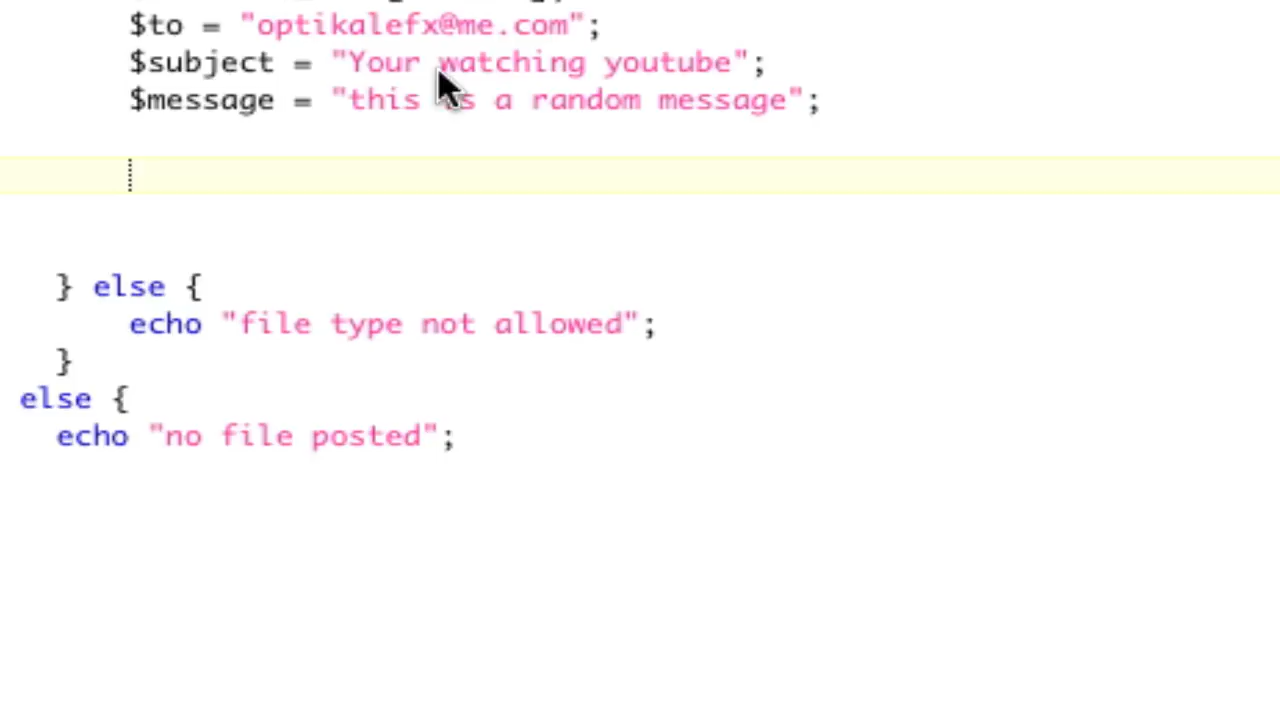 $to = "optikalefx@me.com";
$subject = "Your watching youtube";
$message = "this is a random message";
} else {
echo "file type not allowed";
}
else {
echo "no file posted";